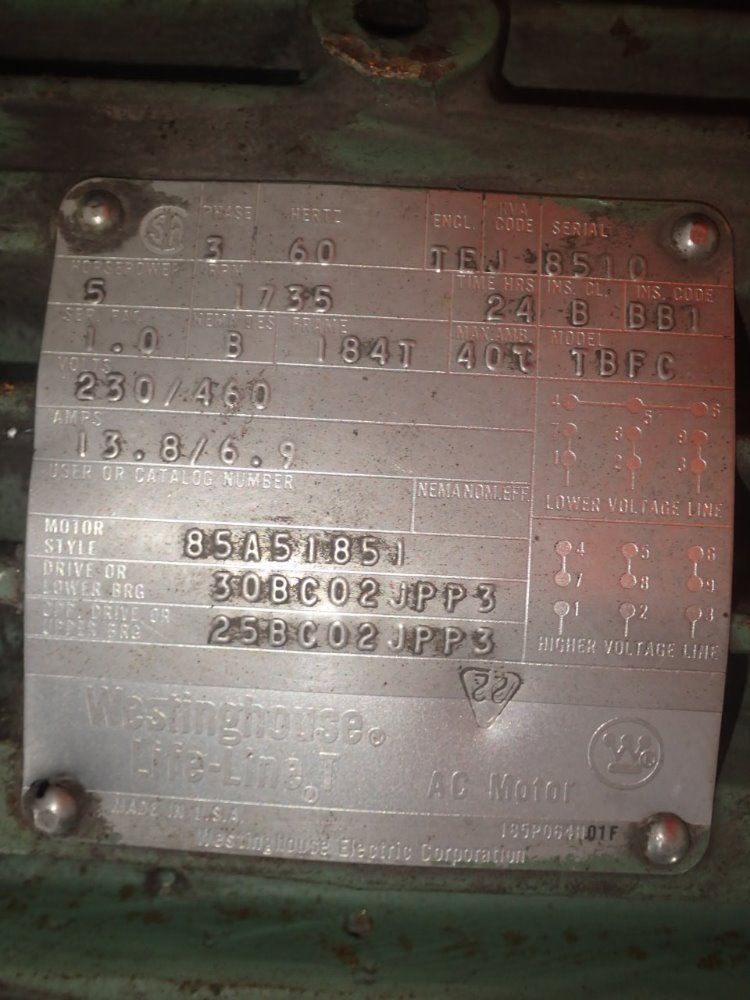 SA PHASE HERTZ ENCL. KVA CODE SERIAL
3 60 TE J 8510
HORSEPOWER RPM TIME HRS INS. CL. INS. CODE
5 1735 24 B BB1
SER. FAC. NEMA DES FRAME MAX. AMB. MODEL
1.0 B 184T 40C TBFC
VOLTS
230/460
AMPS
13.8/6.9
USER OR CATALOG NUMBER NEMA NOM. EFF.
4 5 6
7 8 9
1 2 3
LOWER VOLTAGE LINE
MOTOR STYLE 85A51851
DRIVE OR LOWER BRG 30BC02JPP3
OPP. DRIVE OR UPPER BRG 25BC02JPP3
4 5 6
7 8 9
1 2 3
HIGHER VOLTAGE LINE
Westinghouse®
Life-Line® T AC Motor
W
MADE IN U.S.A. 185P064H01F
Westinghouse Electric Corporation